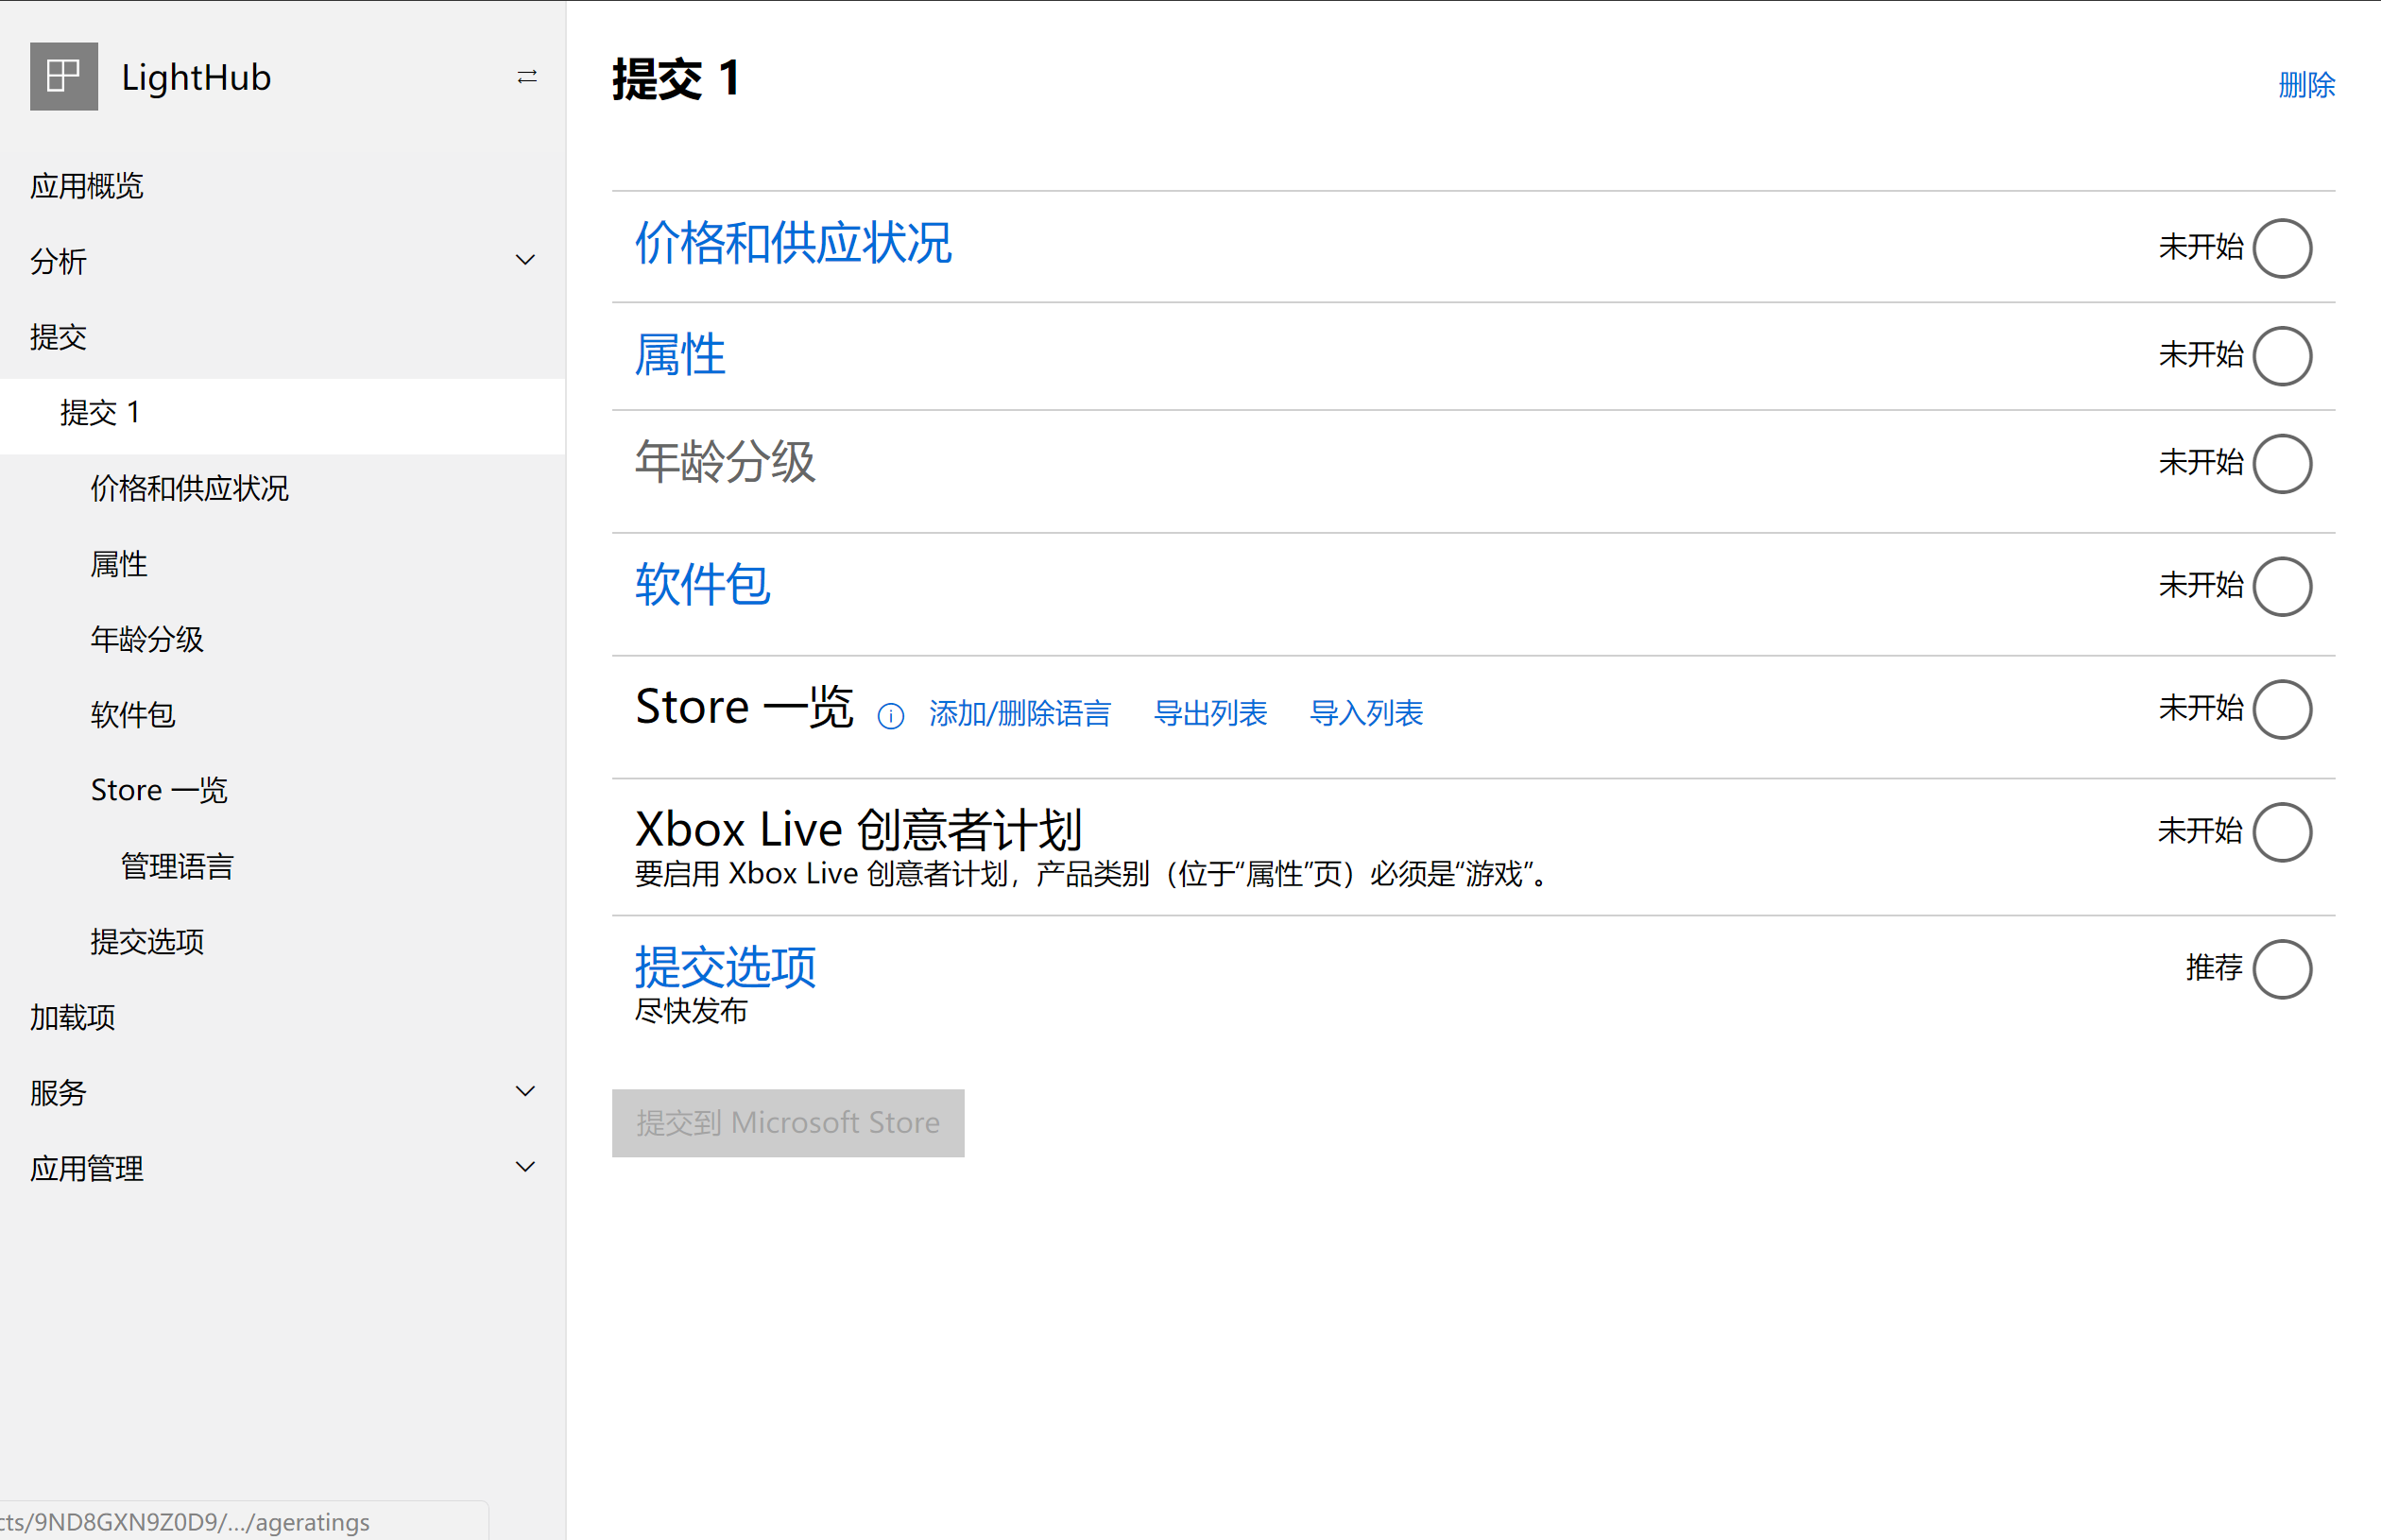 LightHub
应用概览
分析
提交
提交 1
价格和供应状况
属性
年龄分级
软件包
Store 一览
管理语言
提交选项
加载项
服务
应用管理
cts/9ND8GXN9Z0D9/.../ageratings
提交 1
删除
价格和供应状况 未开始
属性 未开始
年龄分级 未开始
软件包 未开始
Store 一览 添加/删除语言 导出列表 导入列表 未开始
Xbox Live 创意者计划 未开始
要启用 Xbox Live 创意者计划，产品类别（位于“属性”页）必须是“游戏”。
提交选项 推荐
尽快发布
提交到 Microsoft Store